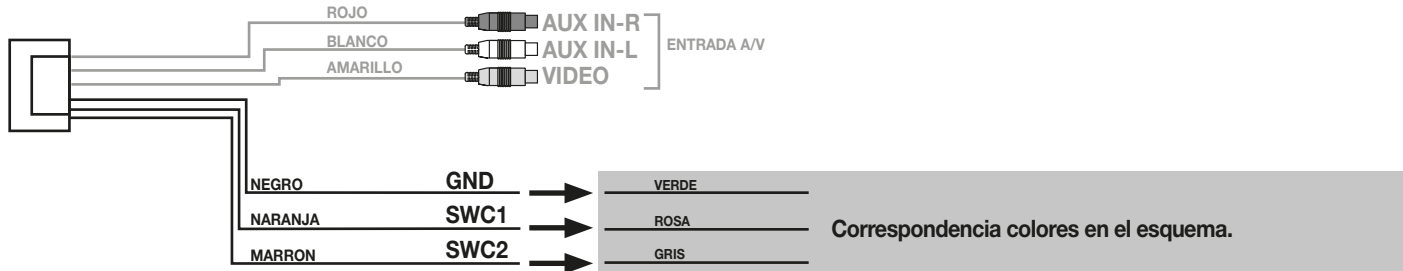 ROJO
AUX IN-R
BLANCO
AUX IN-L
ENTRADA A/V
AMARILLO
VIDEO
NEGRO
GND
VERDE
NARANJA
SWC1
ROSA
Correspondencia colores en el esquema.
MARRON
SWC2
GRIS